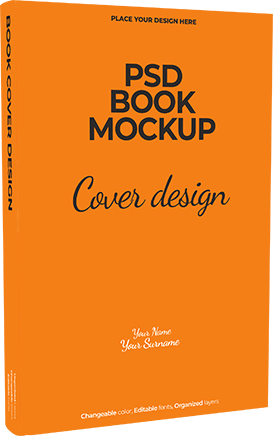 PLACE YOUR DESIGN HERE
PSD
BOOK
MOCKUP
Cover design
Your Name
Your Surname
Changeable color, Editable fonts, Organized layers
BOOK COVER DESIGN